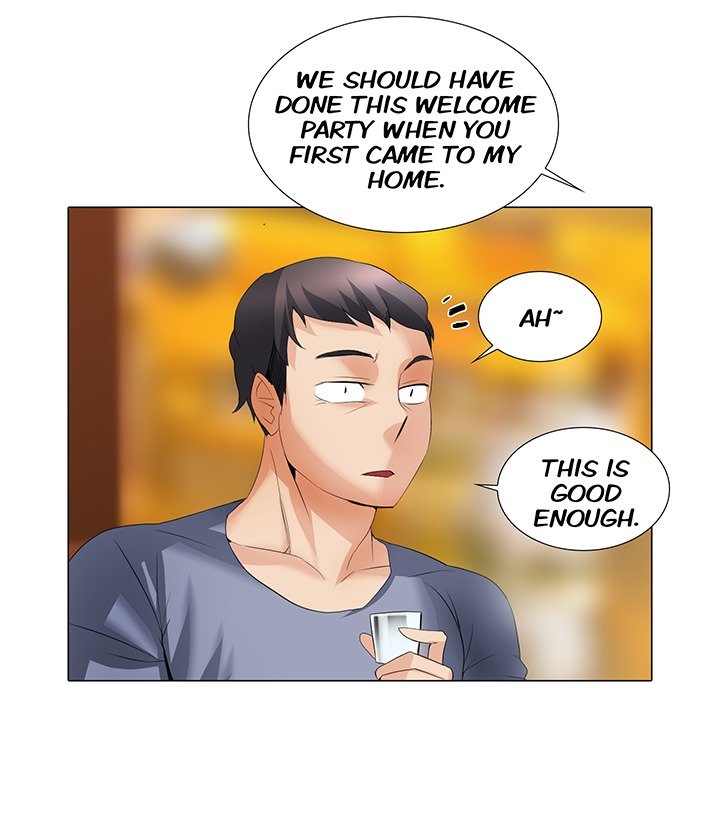 WE SHOULD HAVE
DONE THIS WELCOME
PARTY WHEN YOU
FIRST CAME TO MY
HOME.
AH~
THIS IS
GOOD
ENOUGH.